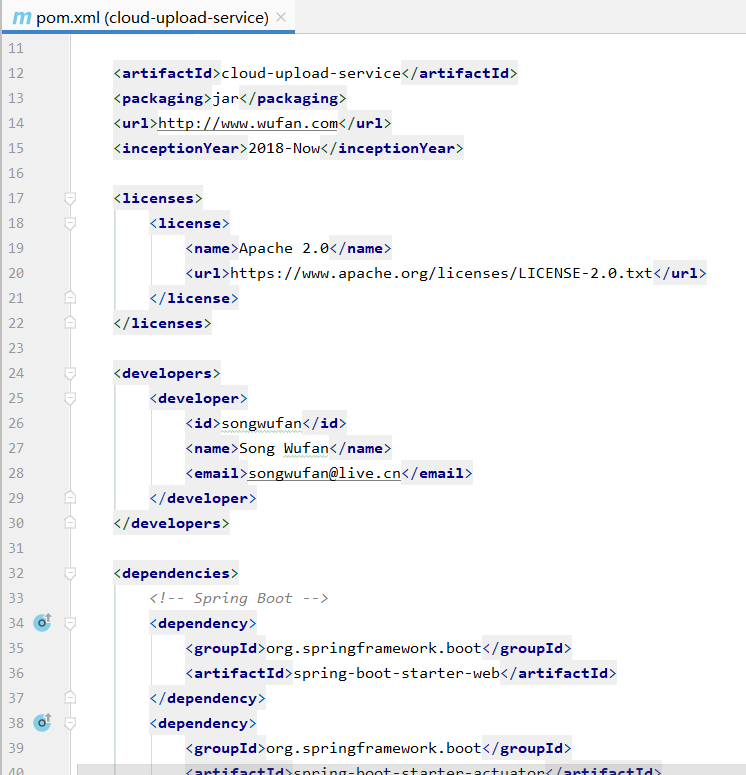 m pom.xml (cloud-upload-service) ×
11
12 <artifactId>cloud-upload-service</artifactId>
13 <packaging>jar</packaging>
14 <url>http://www.wufan.com</url>
15 <inceptionYear>2018-Now</inceptionYear>
16
17 <licenses>
18 <license>
19 <name>Apache 2.0</name>
20 <url>https://www.apache.org/licenses/LICENSE-2.0.txt</url>
21 </license>
22 </licenses>
23
24 <developers>
25 <developer>
26 <id>songwufan</id>
27 <name>Song Wufan</name>
28 <email>songwufan@live.cn</email>
29 </developer>
30 </developers>
31
32 <dependencies>
33 <!-- Spring Boot -->
34 <dependency>
35 <groupId>org.springframework.boot</groupId>
36 <artifactId>spring-boot-starter-web</artifactId>
37 </dependency>
38 <dependency>
39 <groupId>org.springframework.boot</groupId>
40 <artifactId>spring-boot-starter-actuator</artifactId>